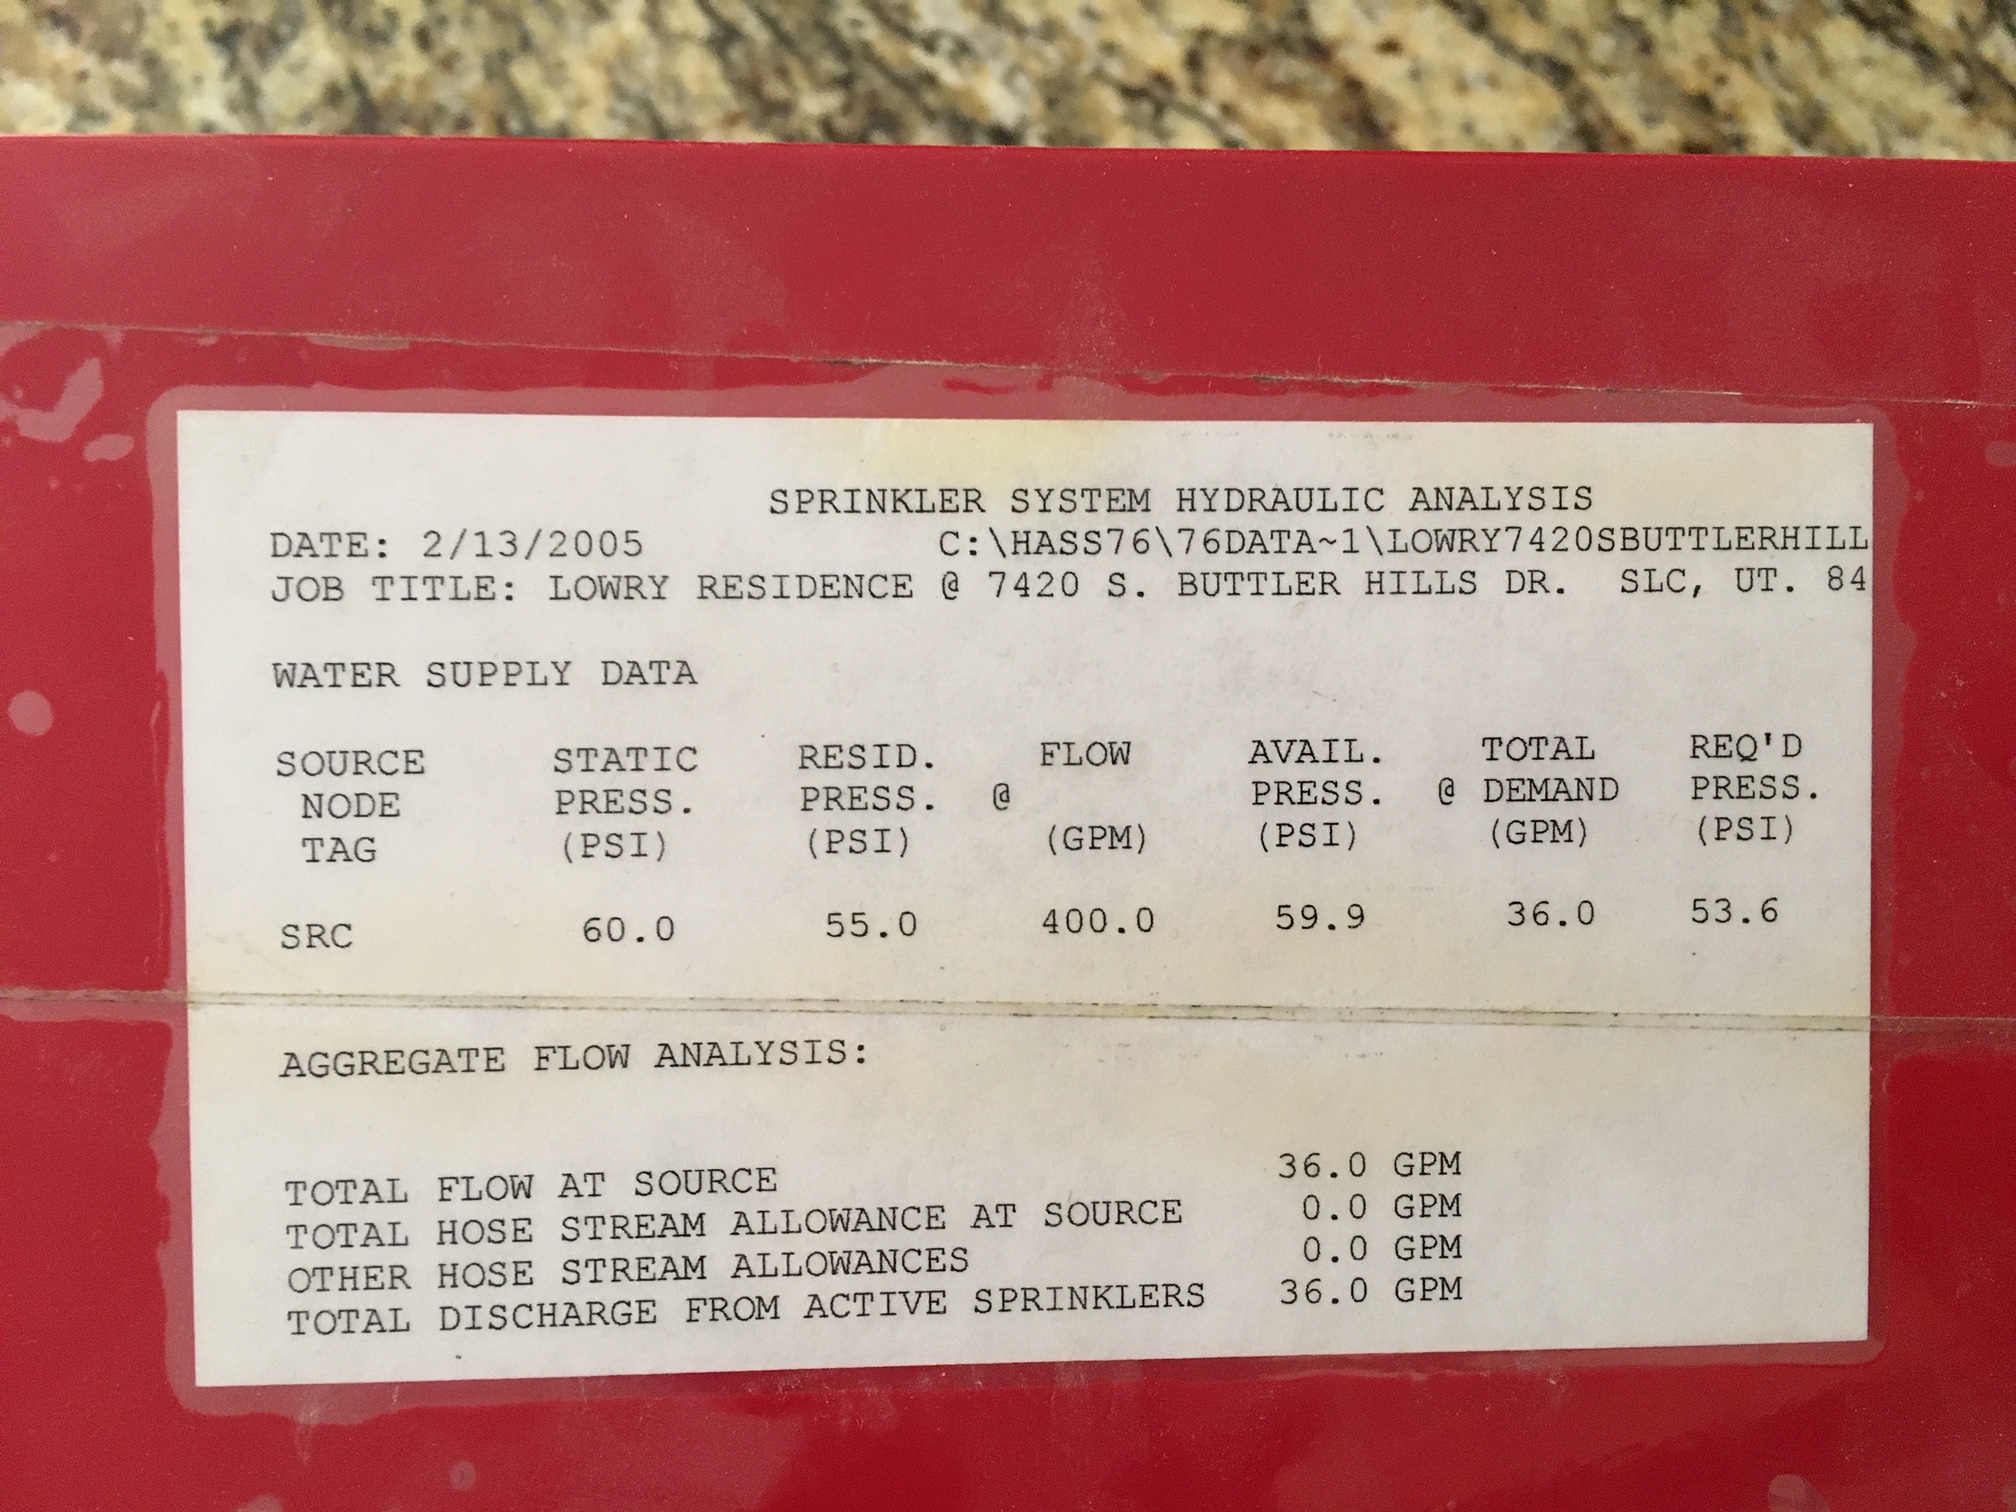 SPRINKLER SYSTEM HYDRAULIC ANALYSIS
DATE: 2/13/2005 C:\HASS76\76DATA~1\LOWRY7420SBUTTLERHILL
JOB TITLE: LOWRY RESIDENCE @ 7420 S. BUTTLER HILLS DR. SLC, UT. 84
WATER SUPPLY DATA
SOURCE STATIC RESID. FLOW AVAIL. TOTAL REQ'D
NODE PRESS. PRESS. @ PRESS. @ DEMAND PRESS.
TAG (PSI) (PSI) (GPM) (PSI) (GPM) (PSI)
SRC 60.0 55.0 400.0 59.9 36.0 53.6
AGGREGATE FLOW ANALYSIS:
TOTAL FLOW AT SOURCE 36.0 GPM
TOTAL HOSE STREAM ALLOWANCE AT SOURCE 0.0 GPM
OTHER HOSE STREAM ALLOWANCES 0.0 GPM
TOTAL DISCHARGE FROM ACTIVE SPRINKLERS 36.0 GPM